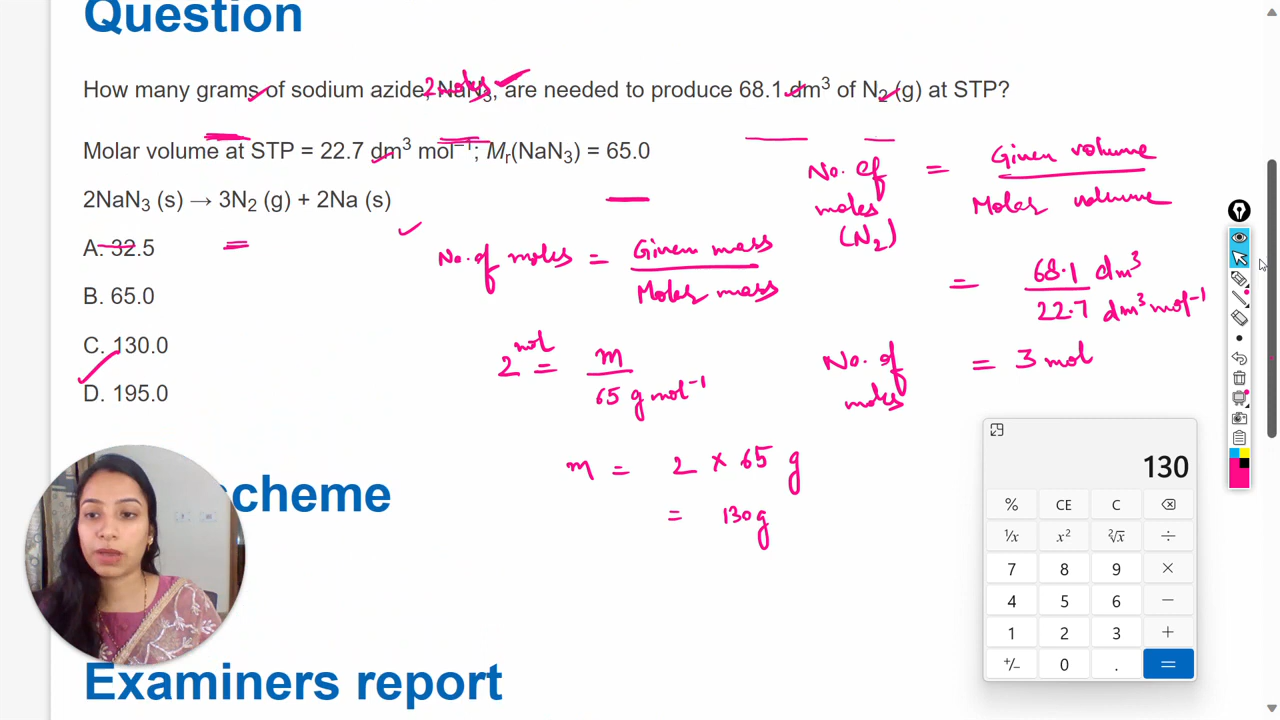 Question
How many grams of sodium azide, NaN3, are needed to produce 68.1 dm³ of N2 (g) at STP?
2 moles
Molar volume at STP = 22.7 dm³ mol⁻¹; Mr(NaN3) = 65.0
2NaN3 (s) → 3N2 (g) + 2Na (s)
A. 32.5
B. 65.0
C. 130.0
D. 195.0
No. of moles = Given mass
Molar mass
2 mol = m
65 g mol⁻¹
m = 2 × 65 g
= 130g
No. of moles (N2) = Given volume
Molar volume
= 68.1 dm³
22.7 dm³ mol⁻¹
No. of moles = 3 mol
cheme
Examiners report
130
% CE C
¹/x x² ²√x ÷
7 8 9 ×
4 5 6 −
1 2 3 +
+/− 0 . =